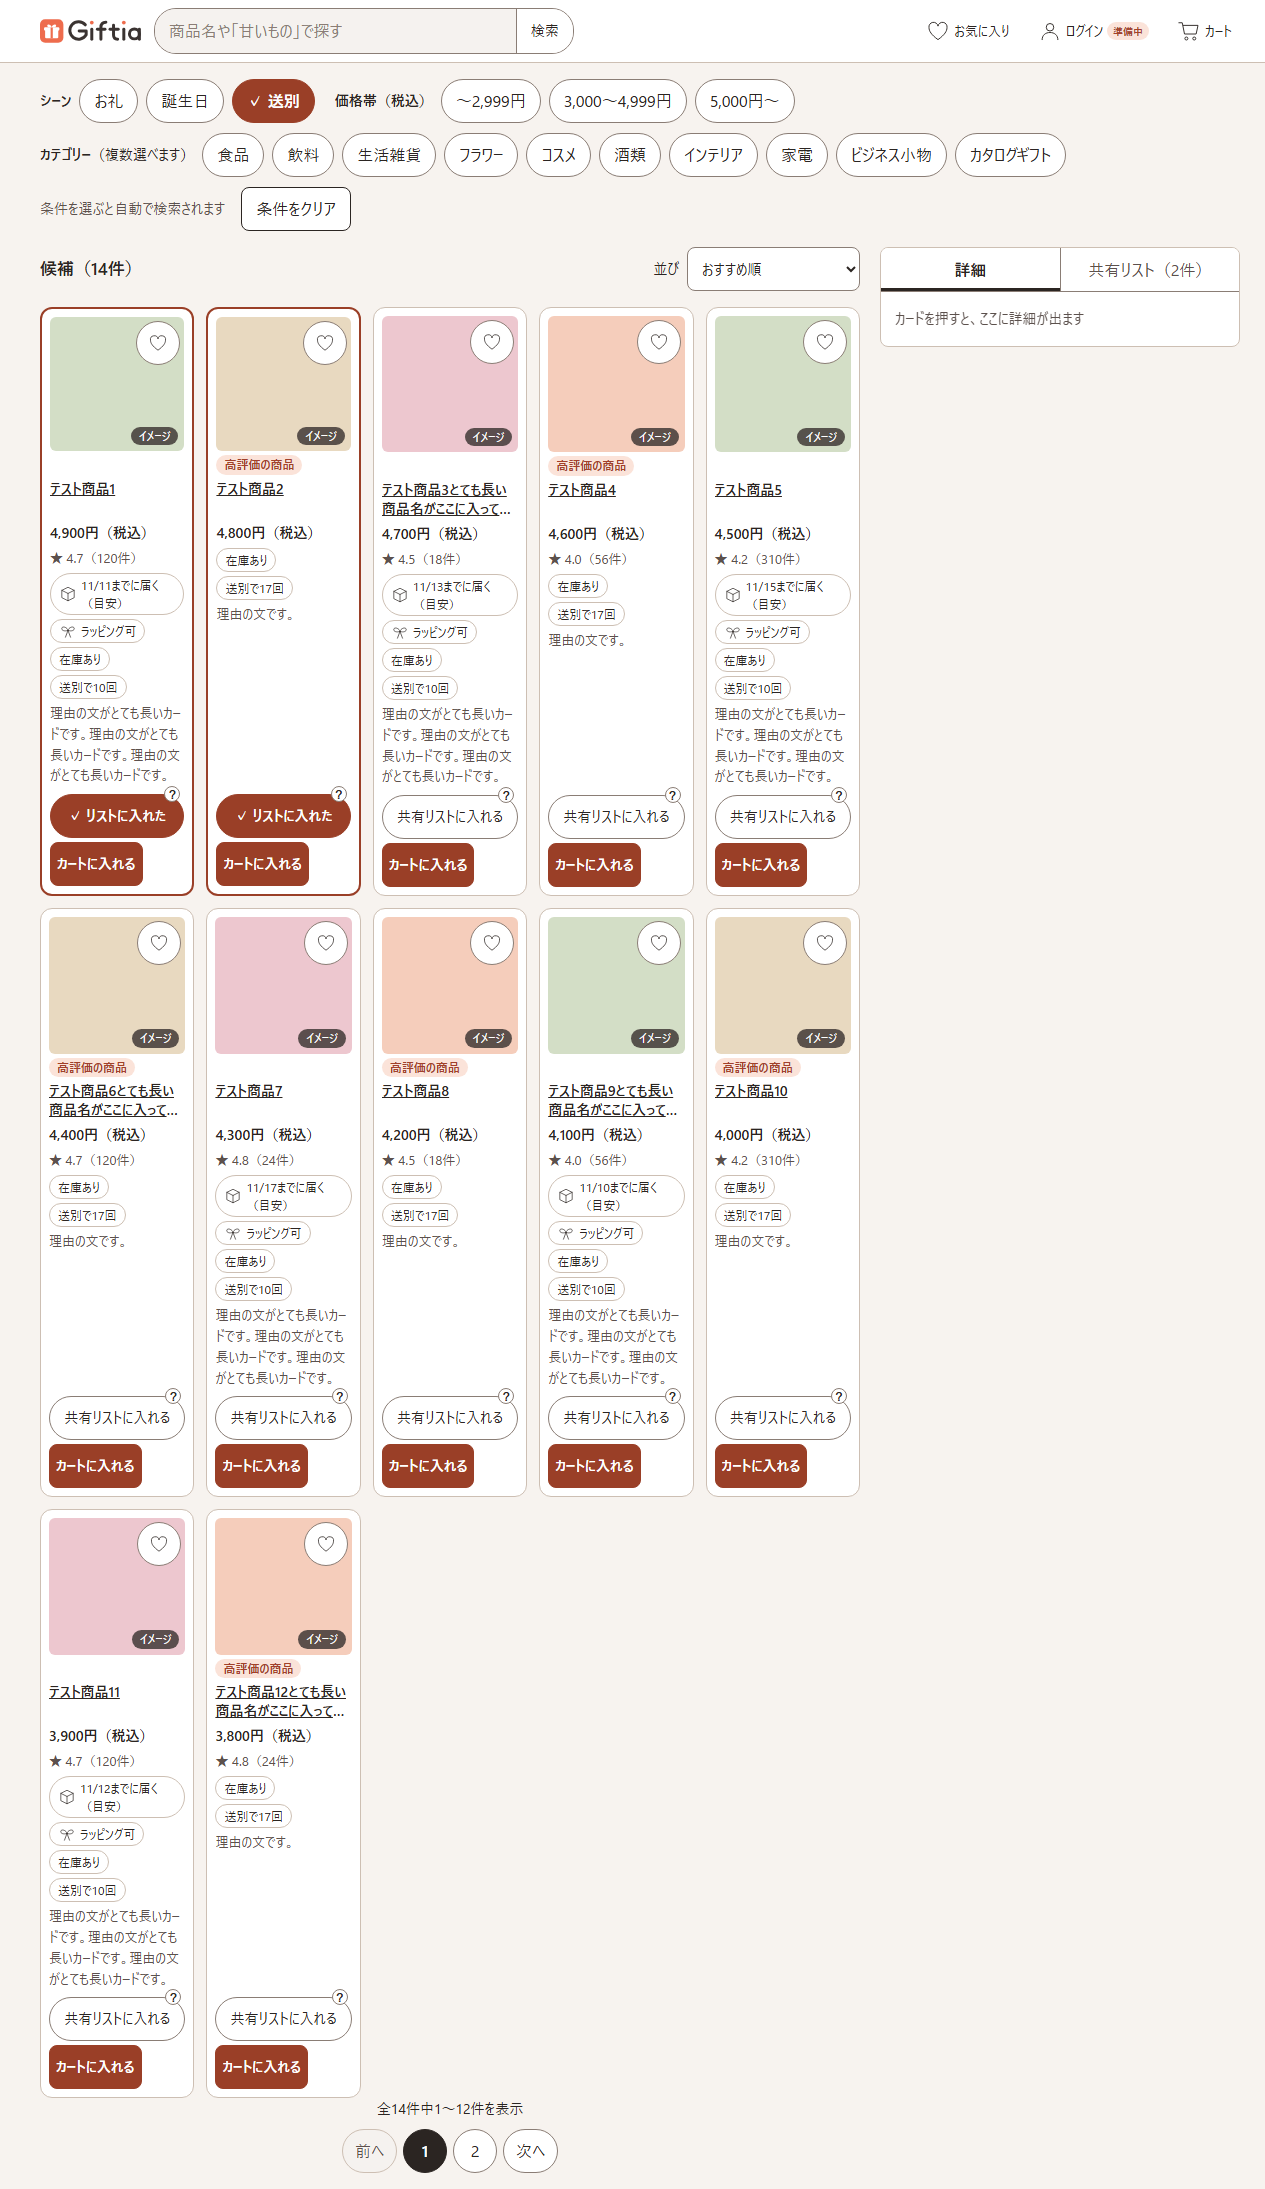 Giftia
商品名や「甘いもの」で探す
検索
お気に入り
ログイン 準備中
カート
シーン お礼 誕生日 ✓ 送別 価格帯（税込） 〜2,999円 3,000〜4,999円 5,000円〜
カテゴリー（複数選べます） 食品 飲料 生活雑貨 フラワー コスメ 酒類 インテリア 家電 ビジネス小物 カタログギフト
条件を選ぶと自動で検索されます 条件をクリア
候補（14件）
並び おすすめ順
詳細
共有リスト（2件）
カードを押すと、ここに詳細が出ます
イメージ
テスト商品1
4,900円（税込）
★ 4.7（120件）
11/11までに届く
（目安）
ラッピング可
在庫あり
送別で10回
理由の文がとても長いカー
ドです。理由の文がとても
長いカードです。理由の文
がとても長いカードです。
?
✓ リストに入れた
カートに入れる
イメージ
高評価の商品
テスト商品2
4,800円（税込）
在庫あり
送別で17回
理由の文です。
?
✓ リストに入れた
カートに入れる
イメージ
テスト商品3とても長い
商品名がここに入って…
4,700円（税込）
★ 4.5（18件）
11/13までに届く
（目安）
ラッピング可
在庫あり
送別で10回
理由の文がとても長いカー
ドです。理由の文がとても
長いカードです。理由の文
がとても長いカードです。
?
共有リストに入れる
カートに入れる
イメージ
高評価の商品
テスト商品4
4,600円（税込）
★ 4.0（56件）
在庫あり
送別で17回
理由の文です。
?
共有リストに入れる
カートに入れる
イメージ
テスト商品5
4,500円（税込）
★ 4.2（310件）
11/15までに届く
（目安）
ラッピング可
在庫あり
送別で10回
理由の文がとても長いカー
ドです。理由の文がとても
長いカードです。理由の文
がとても長いカードです。
?
共有リストに入れる
カートに入れる
イメージ
高評価の商品
テスト商品6とても長い
商品名がここに入って…
4,400円（税込）
★ 4.7（120件）
在庫あり
送別で17回
理由の文です。
?
共有リストに入れる
カートに入れる
イメージ
テスト商品7
4,300円（税込）
★ 4.8（24件）
11/17までに届く
（目安）
ラッピング可
在庫あり
送別で10回
理由の文がとても長いカー
ドです。理由の文がとても
長いカードです。理由の文
がとても長いカードです。
?
共有リストに入れる
カートに入れる
イメージ
高評価の商品
テスト商品8
4,200円（税込）
★ 4.5（18件）
在庫あり
送別で17回
理由の文です。
?
共有リストに入れる
カートに入れる
イメージ
テスト商品9とても長い
商品名がここに入って…
4,100円（税込）
★ 4.0（56件）
11/10までに届く
（目安）
ラッピング可
在庫あり
送別で10回
理由の文がとても長いカー
ドです。理由の文がとても
長いカードです。理由の文
がとても長いカードです。
?
共有リストに入れる
カートに入れる
イメージ
高評価の商品
テスト商品10
4,000円（税込）
★ 4.2（310件）
在庫あり
送別で17回
理由の文です。
?
共有リストに入れる
カートに入れる
イメージ
テスト商品11
3,900円（税込）
★ 4.7（120件）
11/12までに届く
（目安）
ラッピング可
在庫あり
送別で10回
理由の文がとても長いカー
ドです。理由の文がとても
長いカードです。理由の文
がとても長いカードです。
?
共有リストに入れる
カートに入れる
イメージ
高評価の商品
テスト商品12とても長い
商品名がここに入って…
3,800円（税込）
★ 4.8（24件）
在庫あり
送別で17回
理由の文です。
?
共有リストに入れる
カートに入れる
全14件中1〜12件を表示
前へ 1 2 次へ